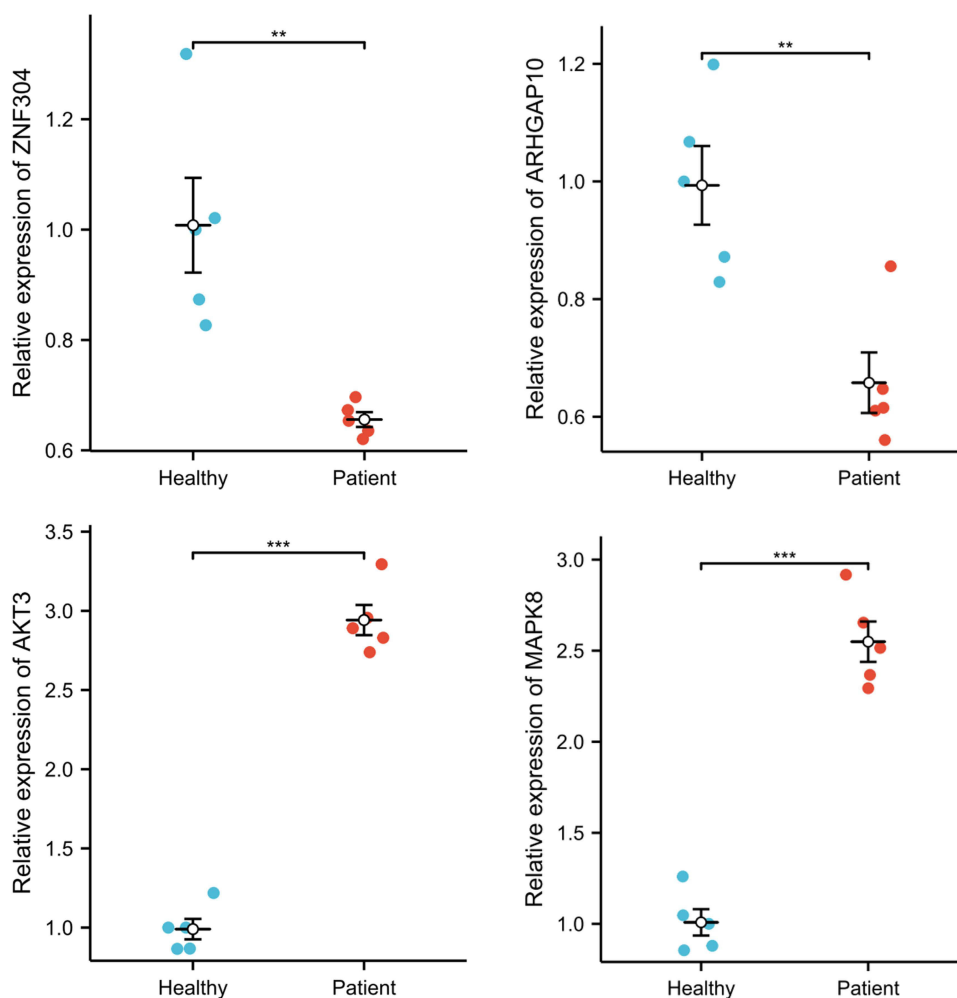 Relative expression of ZNF304
**
1.2
1.0
0.8
0.6
Healthy
Patient
Relative expression of ARHGAP10
**
1.2
1.0
0.8
0.6
Healthy
Patient
Relative expression of AKT3
***
3.5
3.0
2.5
2.0
1.5
1.0
Healthy
Patient
Relative expression of MAPK8
***
3.0
2.5
2.0
1.5
1.0
Healthy
Patient